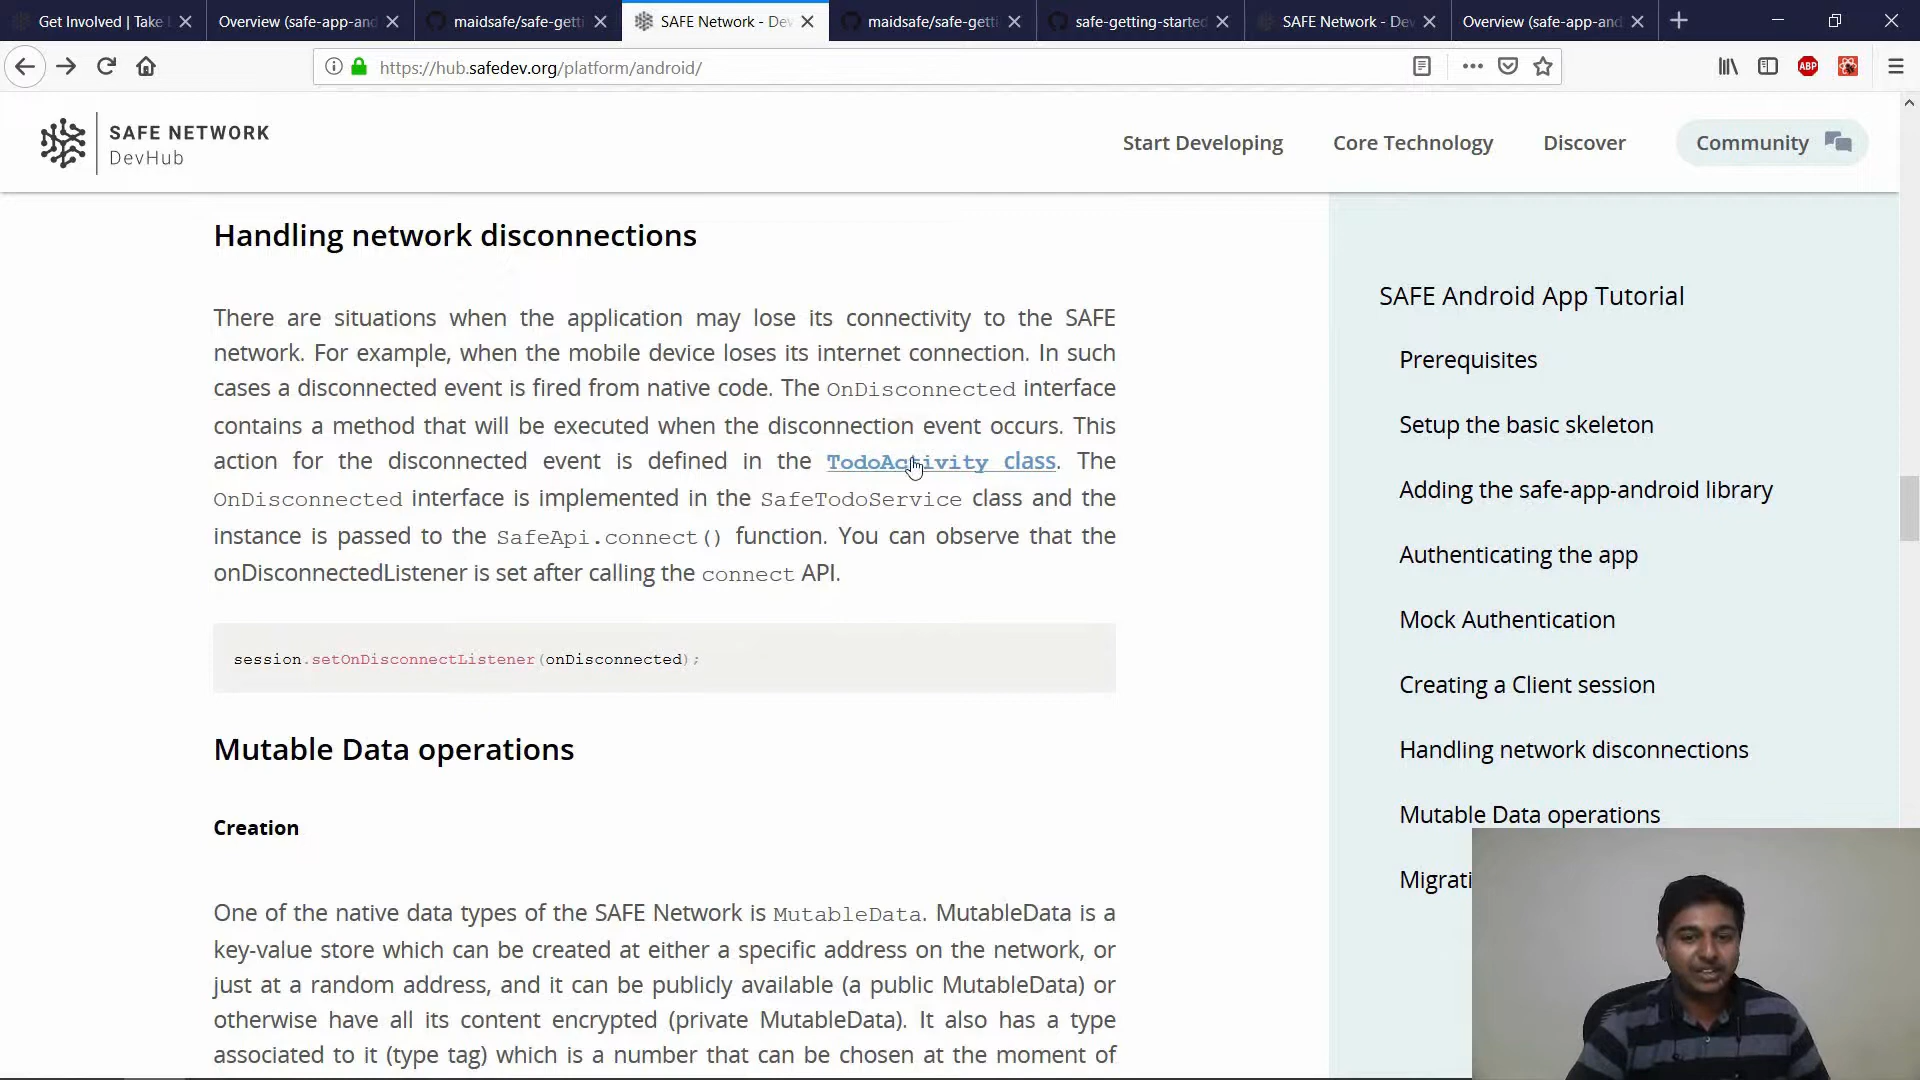 Get Involved | Take
Overview (safe-app-and
maidsafe/safe-getti
SAFE Network - Dev
maidsafe/safe-getti
safe-getting-started
SAFE Network - Dev
Overview (safe-app-and
https://hub.safedev.org/platform/android/
ABP
SAFE NETWORK
DevHub
Start Developing
Core Technology
Discover
Community
Handling network disconnections
There are situations when the application may lose its connectivity to the SAFE
network. For example, when the mobile device loses its internet connection. In such
cases a disconnected event is fired from native code. The OnDisconnected interface
contains a method that will be executed when the disconnection event occurs. This
action for the disconnected event is defined in the TodoActivity class. The
OnDisconnected interface is implemented in the SafeTodoService class and the
instance is passed to the SafeApi.connect() function. You can observe that the
onDisconnectedListener is set after calling the connect API.
session.setOnDisconnectListener(onDisconnected);
Mutable Data operations
Creation
One of the native data types of the SAFE Network is MutableData. MutableData is a
key-value store which can be created at either a specific address on the network, or
just at a random address, and it can be publicly available (a public MutableData) or
otherwise have all its content encrypted (private MutableData). It also has a type
associated to it (type tag) which is a number that can be chosen at the moment of
SAFE Android App Tutorial
Prerequisites
Setup the basic skeleton
Adding the safe-app-android library
Authenticating the app
Mock Authentication
Creating a Client session
Handling network disconnections
Mutable Data operations
Migrati